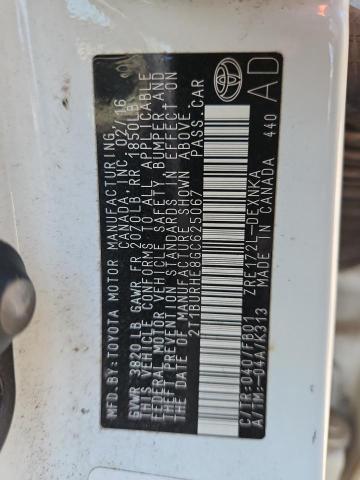 MFD.BY:TOYOTA MOTOR MANUFACTURING
CANADA, INC. 02/16
GVWR 3820LB GAWR FR 2020LB RR 1850LB
THIS VEHICLE CONFORMS TO ALL APPLICABLE
FEDERAL MOTOR VEHICLE SAFETY, BUMPER, AND
THEFT PREVENTION STANDARDS IN EFFECT ON
THE DATE OF MANUFACTURE SHOWN ABOVE.
PASS.CAR
C/TR:040/FB01
ZRE172L-DEXNKA
A/TM:-04A/K313
MADE IN CANADA
440
TOYOTA
AD